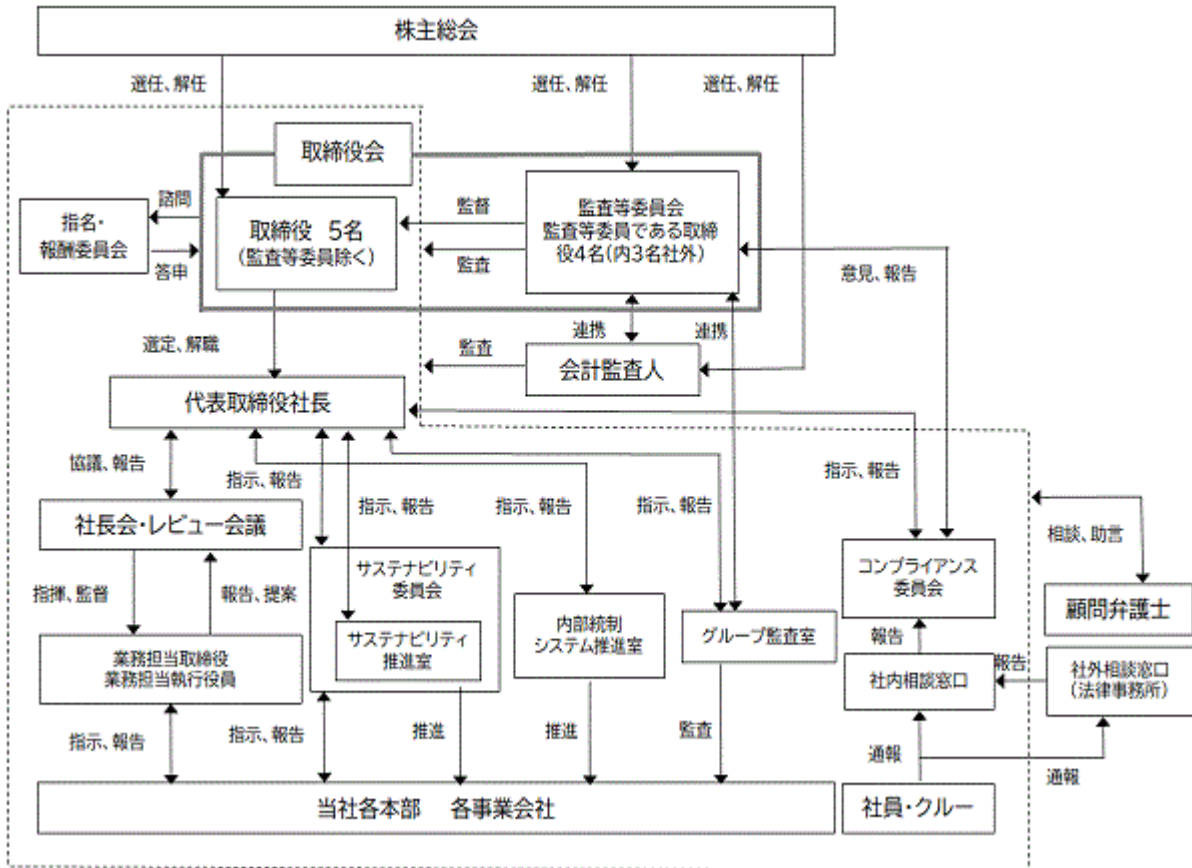 株主総会
選任、解任
選任、解任
選任、解任
取締役会
諮問
指名・
報酬委員会
答申
取締役 5名
(監査等委員除く)
監督
監査
監査等委員会
監査等委員である取締
役4名(内3名社外)
意見、報告
連携
連携
選定、解職
監査
会計監査人
代表取締役社長
協議、報告
指示、報告
指示、報告
指示、報告
指示、報告
指示、報告
社長会・レビュー会議
相談、助言
指揮、監督
報告、提案
サステナビリティ
委員会
サステナビリティ
推進室
内部統制
システム推進室
グループ監査室
コンプライアンス
委員会
顧問弁護士
報告
業務担当取締役
業務担当執行役員
社内相談窓口
報告
社外相談窓口
(法律事務所)
指示、報告
指示、報告
推進
推進
監査
通報
通報
当社各本部 各事業会社
社員・クルー